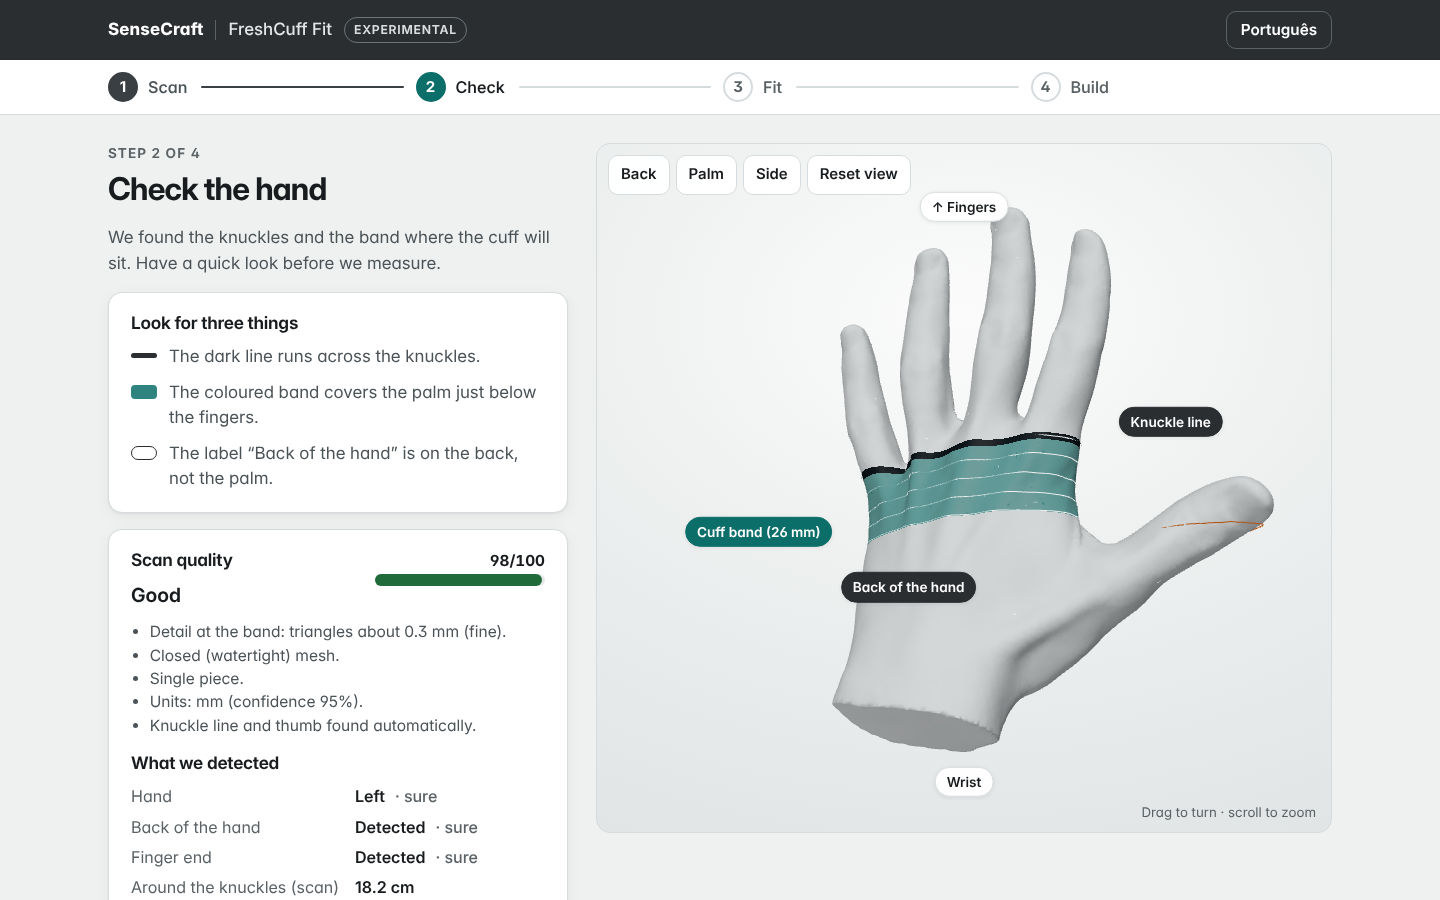 SenseCraft
FreshCuff Fit
EXPERIMENTAL
Português
1 Scan
2 Check
3 Fit
4 Build
STEP 2 OF 4
Check the hand
We found the knuckles and the band where the cuff will
sit. Have a quick look before we measure.
Look for three things
The dark line runs across the knuckles.
The coloured band covers the palm just below
the fingers.
The label “Back of the hand” is on the back,
not the palm.
Scan quality
98/100
Good
• Detail at the band: triangles about 0.3 mm (fine).
• Closed (watertight) mesh.
• Single piece.
• Units: mm (confidence 95%).
• Knuckle line and thumb found automatically.
What we detected
Hand Left · sure
Back of the hand Detected · sure
Finger end Detected · sure
Around the knuckles (scan) 18.2 cm
Back
Palm
Side
Reset view
↑ Fingers
Knuckle line
Cuff band (26 mm)
Back of the hand
Wrist
Drag to turn · scroll to zoom